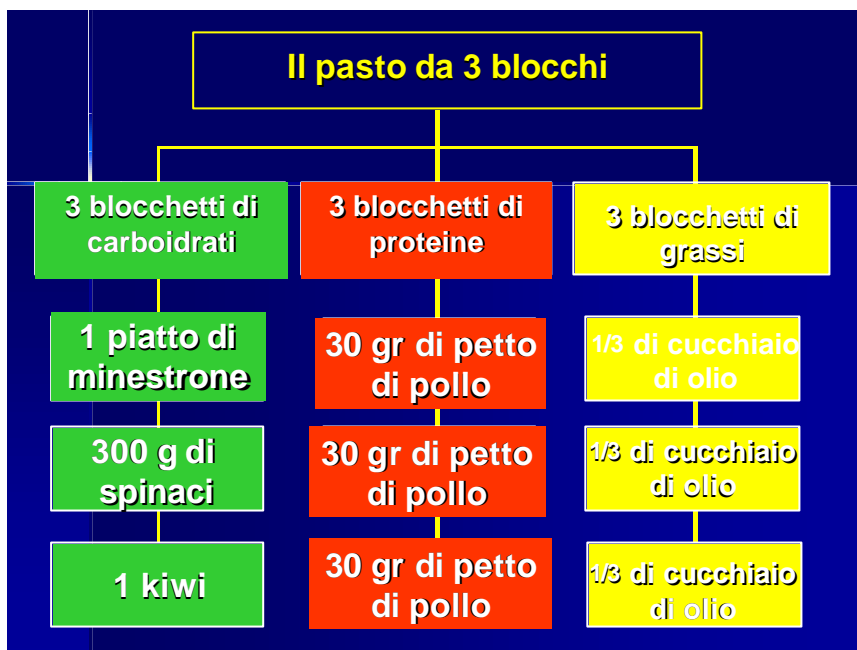 Il pasto da 3 blocchi
3 blocchetti di
carboidrati
3 blocchetti di
proteine
3 blocchetti di
grassi
1 piatto di
minestrone
30 gr di petto
di pollo
1/3 di cucchiaio
di olio
300 g di
spinaci
30 gr di petto
di pollo
1/3 di cucchiaio
di olio
1 kiwi
30 gr di petto
di pollo
1/3 di cucchiaio
di olio